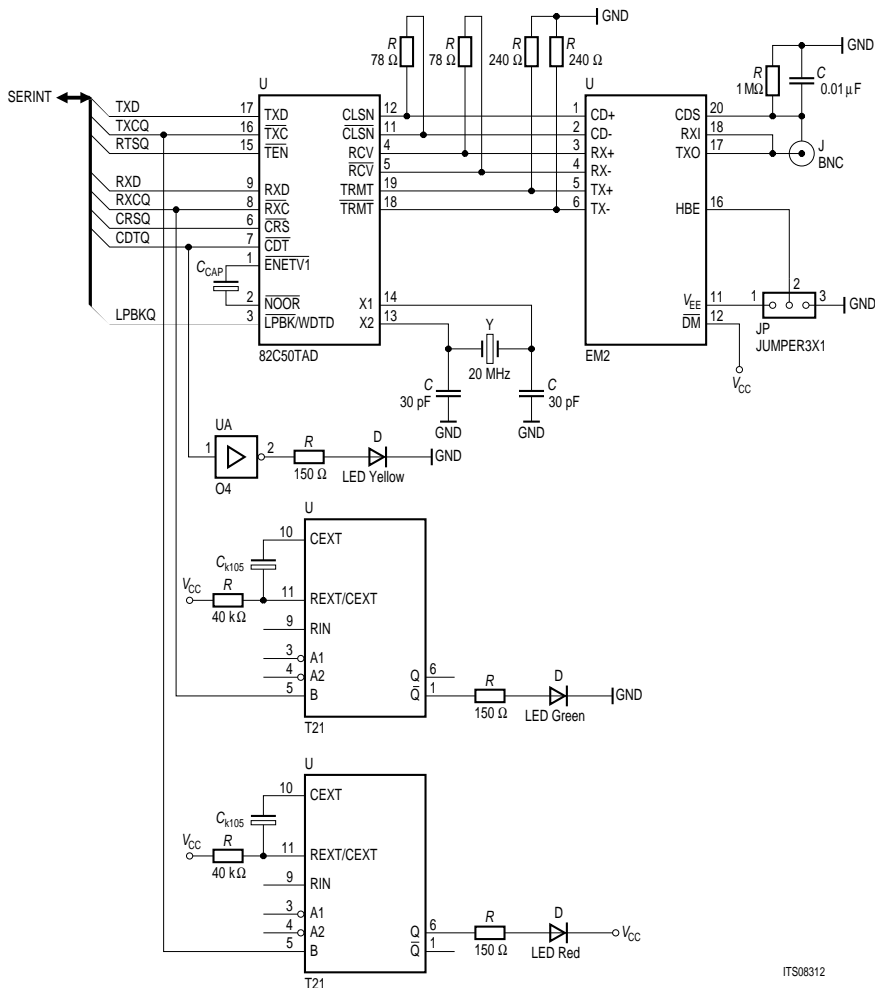 GND
R
78 Ω
R
78 Ω
R
240 Ω
R
240 Ω
GND
R
1 MΩ
C
0.01 µF
SERINT
U
U
TXD 17 TXD CLSN 12 1 CD+ CDS 20
TXCQ 16 TXC CLSN 11 2 CD- RXI 18
RTSQ 15 TEN RCV 4 3 RX+ TXO 17
J
BNC
RCV 5 4 RX-
RXD 9 RXD TRMT 19 5 TX+
RXCQ 8 RXC TRMT 18 6 TX- HBE 16
CRSQ 6 CRS
CDTQ 7 CDT
1 ENETV1
CCAP
2 NOOR X1 14
LPBKQ 3 LPBK/WDTD X2 13
82C50TAD
Y
20 MHz
VEE 11 1 2 3 GND
DM 12
EM2
JP
JUMPER3X1
VCC
C
30 pF
C
30 pF
GND GND
UA
1 2
O4
R
150 Ω
D
LED Yellow
GND
U
10 CEXT
Ck105
VCC
R
40 kΩ
11 REXT/CEXT
9 RIN
3 A1
4 A2 Q 6
5 B Q 1
T21
R
150 Ω
D
LED Green
GND
U
10 CEXT
Ck105
VCC
R
40 kΩ
11 REXT/CEXT
9 RIN
3 A1
4 A2 Q 6
5 B Q 1
T21
R
150 Ω
D
LED Red
VCC
ITS08312